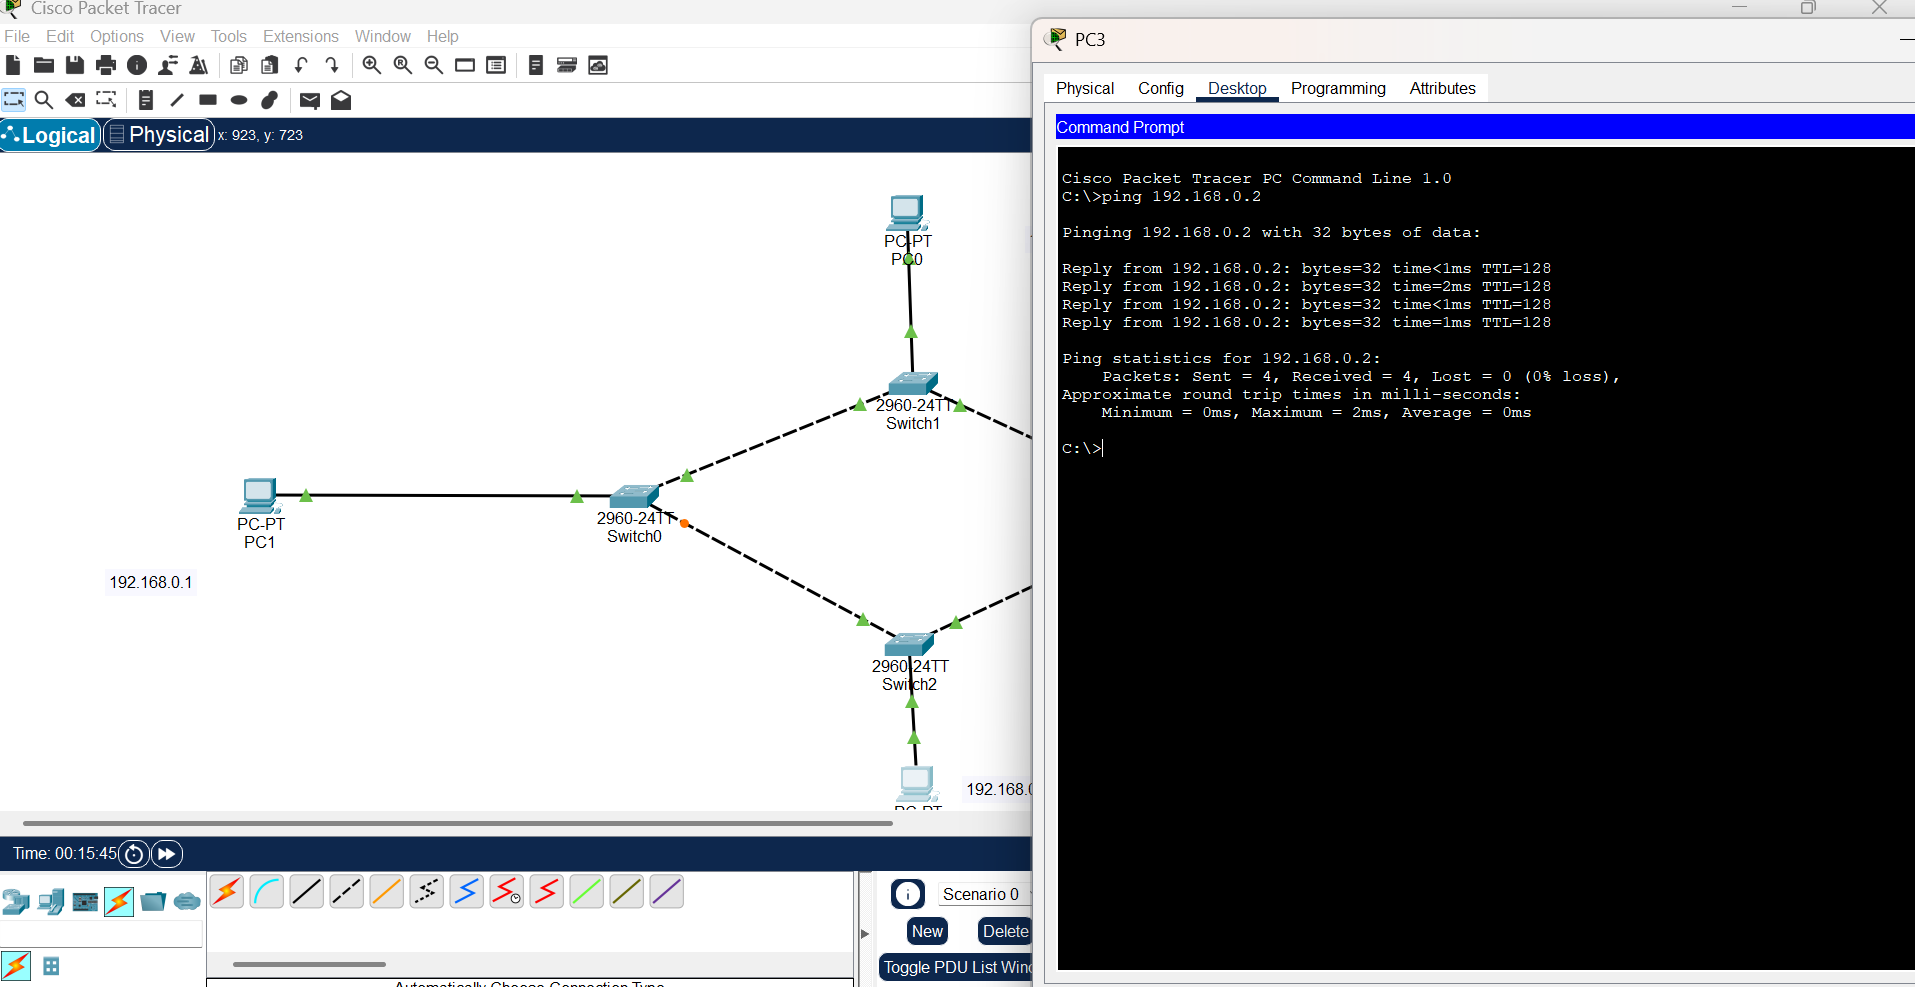 Cisco Packet Tracer
File Edit Options View Tools Extensions Window Help
Logical Physical x: 923, y: 723
PC-PT
PC0
2960-24TT
Switch1
PC-PT
PC1
2960-24TT
Switch0
192.168.0.1
2960-24TT
Switch2
192.168.0
PC-PT
Time: 00:15:45
Scenario 0
New Delete
Toggle PDU List Wind
Automatically Choose Connection Type
PC3
Physical Config Desktop Programming Attributes
Command Prompt
Cisco Packet Tracer PC Command Line 1.0
C:\>ping 192.168.0.2
Pinging 192.168.0.2 with 32 bytes of data:
Reply from 192.168.0.2: bytes=32 time<1ms TTL=128
Reply from 192.168.0.2: bytes=32 time=2ms TTL=128
Reply from 192.168.0.2: bytes=32 time<1ms TTL=128
Reply from 192.168.0.2: bytes=32 time=1ms TTL=128
Ping statistics for 192.168.0.2:
Packets: Sent = 4, Received = 4, Lost = 0 (0% loss),
Approximate round trip times in milli-seconds:
Minimum = 0ms, Maximum = 2ms, Average = 0ms
C:\>